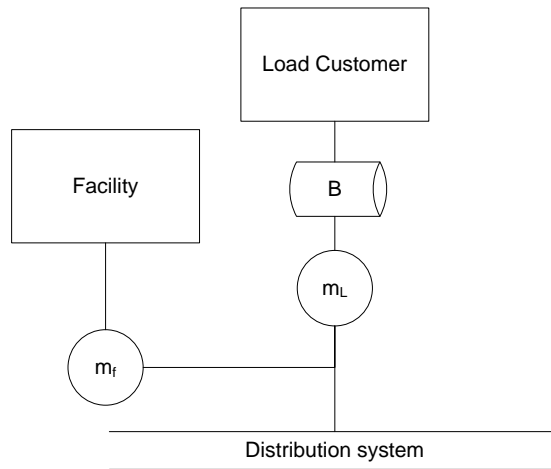 Load Customer
Facility
B
mL
mf
Distribution system